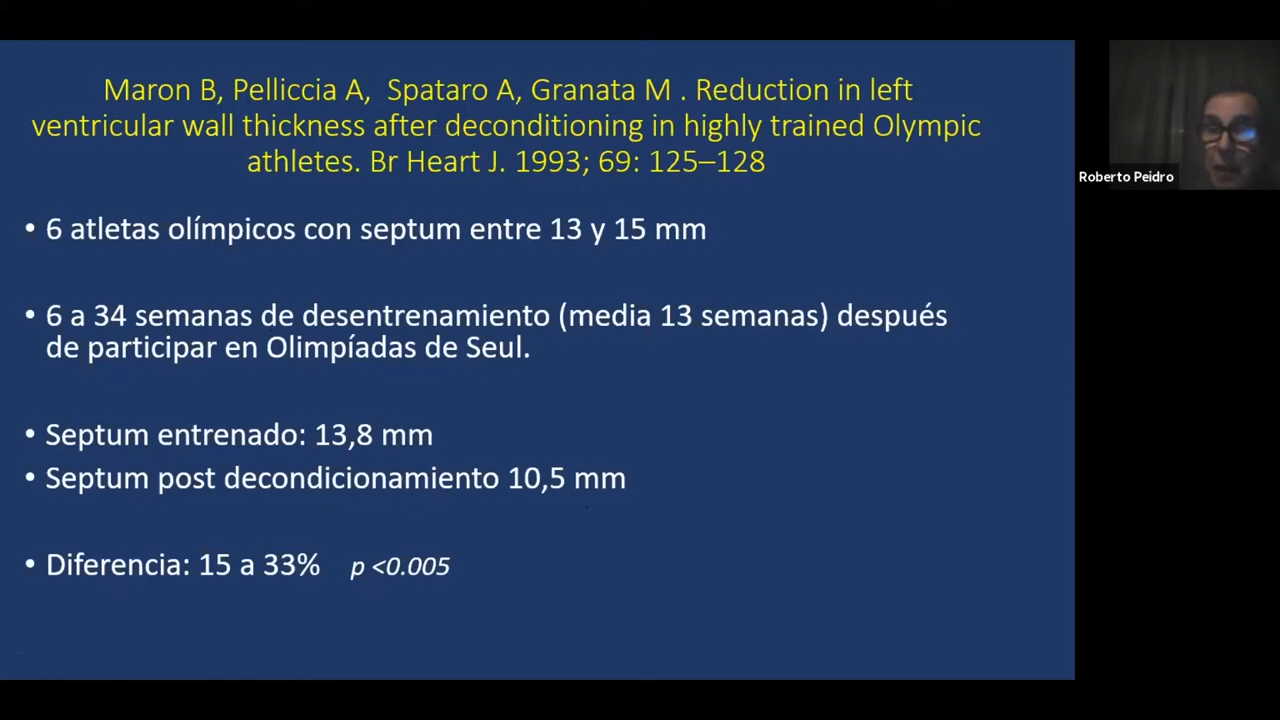 Maron B, Pelliccia A,  Spataro A, Granata M . Reduction in left
ventricular wall thickness after deconditioning in highly trained Olympic
athletes. Br Heart J. 1993; 69: 125–128
• 6 atletas olímpicos con septum entre 13 y 15 mm
• 6 a 34 semanas de desentrenamiento (media 13 semanas) después
de participar en Olimpíadas de Seul.
• Septum entrenado: 13,8 mm
• Septum post decondicionamiento 10,5 mm
• Diferencia: 15 a 33%   p <0.005
Roberto Peidro